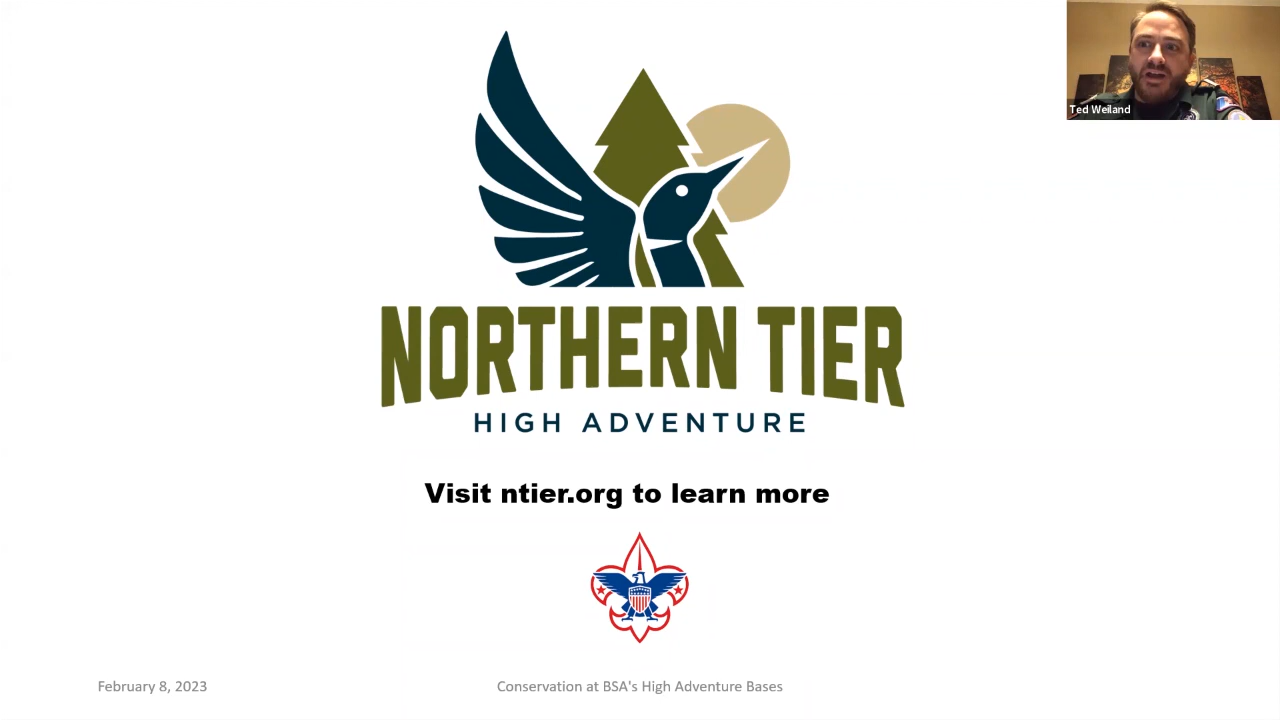 Ted Weiland
NORTHERN TIER
HIGH ADVENTURE
Visit ntier.org to learn more
February 8, 2023
Conservation at BSA's High Adventure Bases